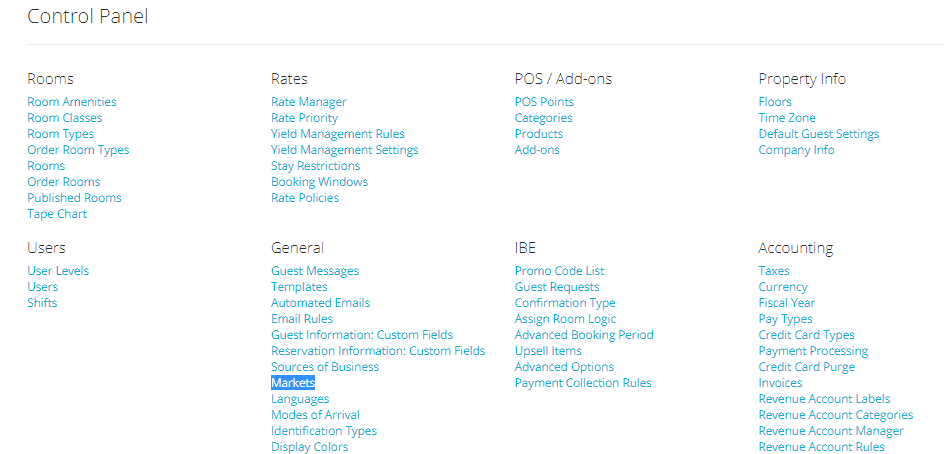 Control Panel
Rooms
Room Amenities
Room Classes
Room Types
Order Room Types
Rooms
Order Rooms
Published Rooms
Tape Chart
Rates
Rate Manager
Rate Priority
Yield Management Rules
Yield Management Settings
Stay Restrictions
Booking Windows
Rate Policies
POS / Add-ons
POS Points
Categories
Products
Add-ons
Property Info
Floors
Time Zone
Default Guest Settings
Company Info
Users
User Levels
Users
Shifts
General
Guest Messages
Templates
Automated Emails
Email Rules
Guest Information: Custom Fields
Reservation Information: Custom Fields
Sources of Business
Markets
Languages
Modes of Arrival
Identification Types
Display Colors
IBE
Promo Code List
Guest Requests
Confirmation Type
Assign Room Logic
Advanced Booking Period
Upsell Items
Advanced Options
Payment Collection Rules
Accounting
Taxes
Currency
Fiscal Year
Pay Types
Credit Card Types
Payment Processing
Credit Card Purge
Invoices
Revenue Account Labels
Revenue Account Categories
Revenue Account Manager
Revenue Account Rules